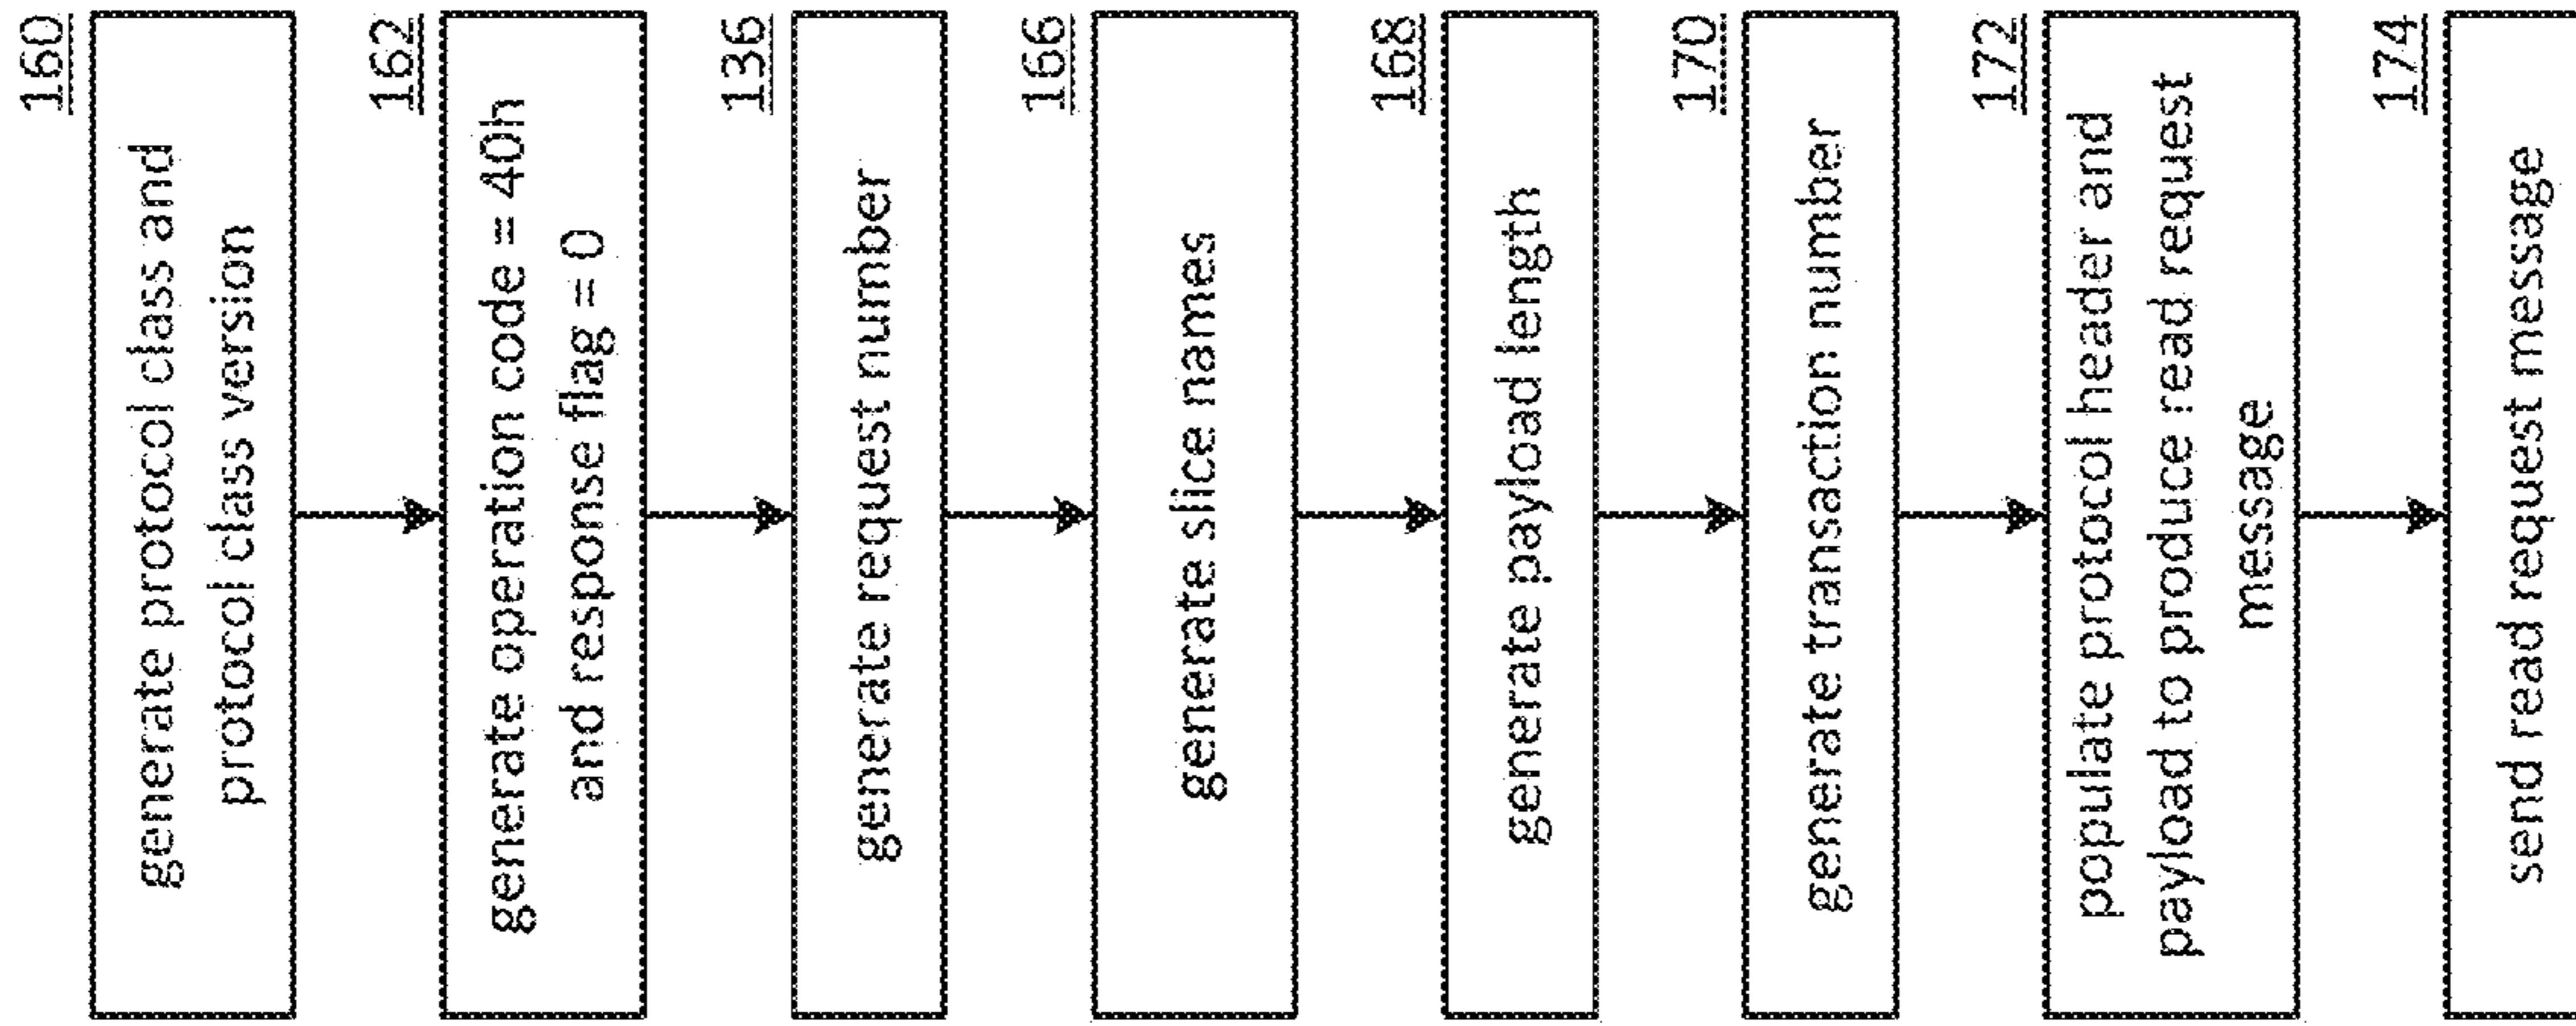 160
generate protocol class and
protocol class version
162
generate operation code = 40h
and response flag = 0
136
generate request number
166
generate slice names
168
generate payload length
170
generate transaction number
172
populate protocol header and
payload to produce read request
message
174
send read request message